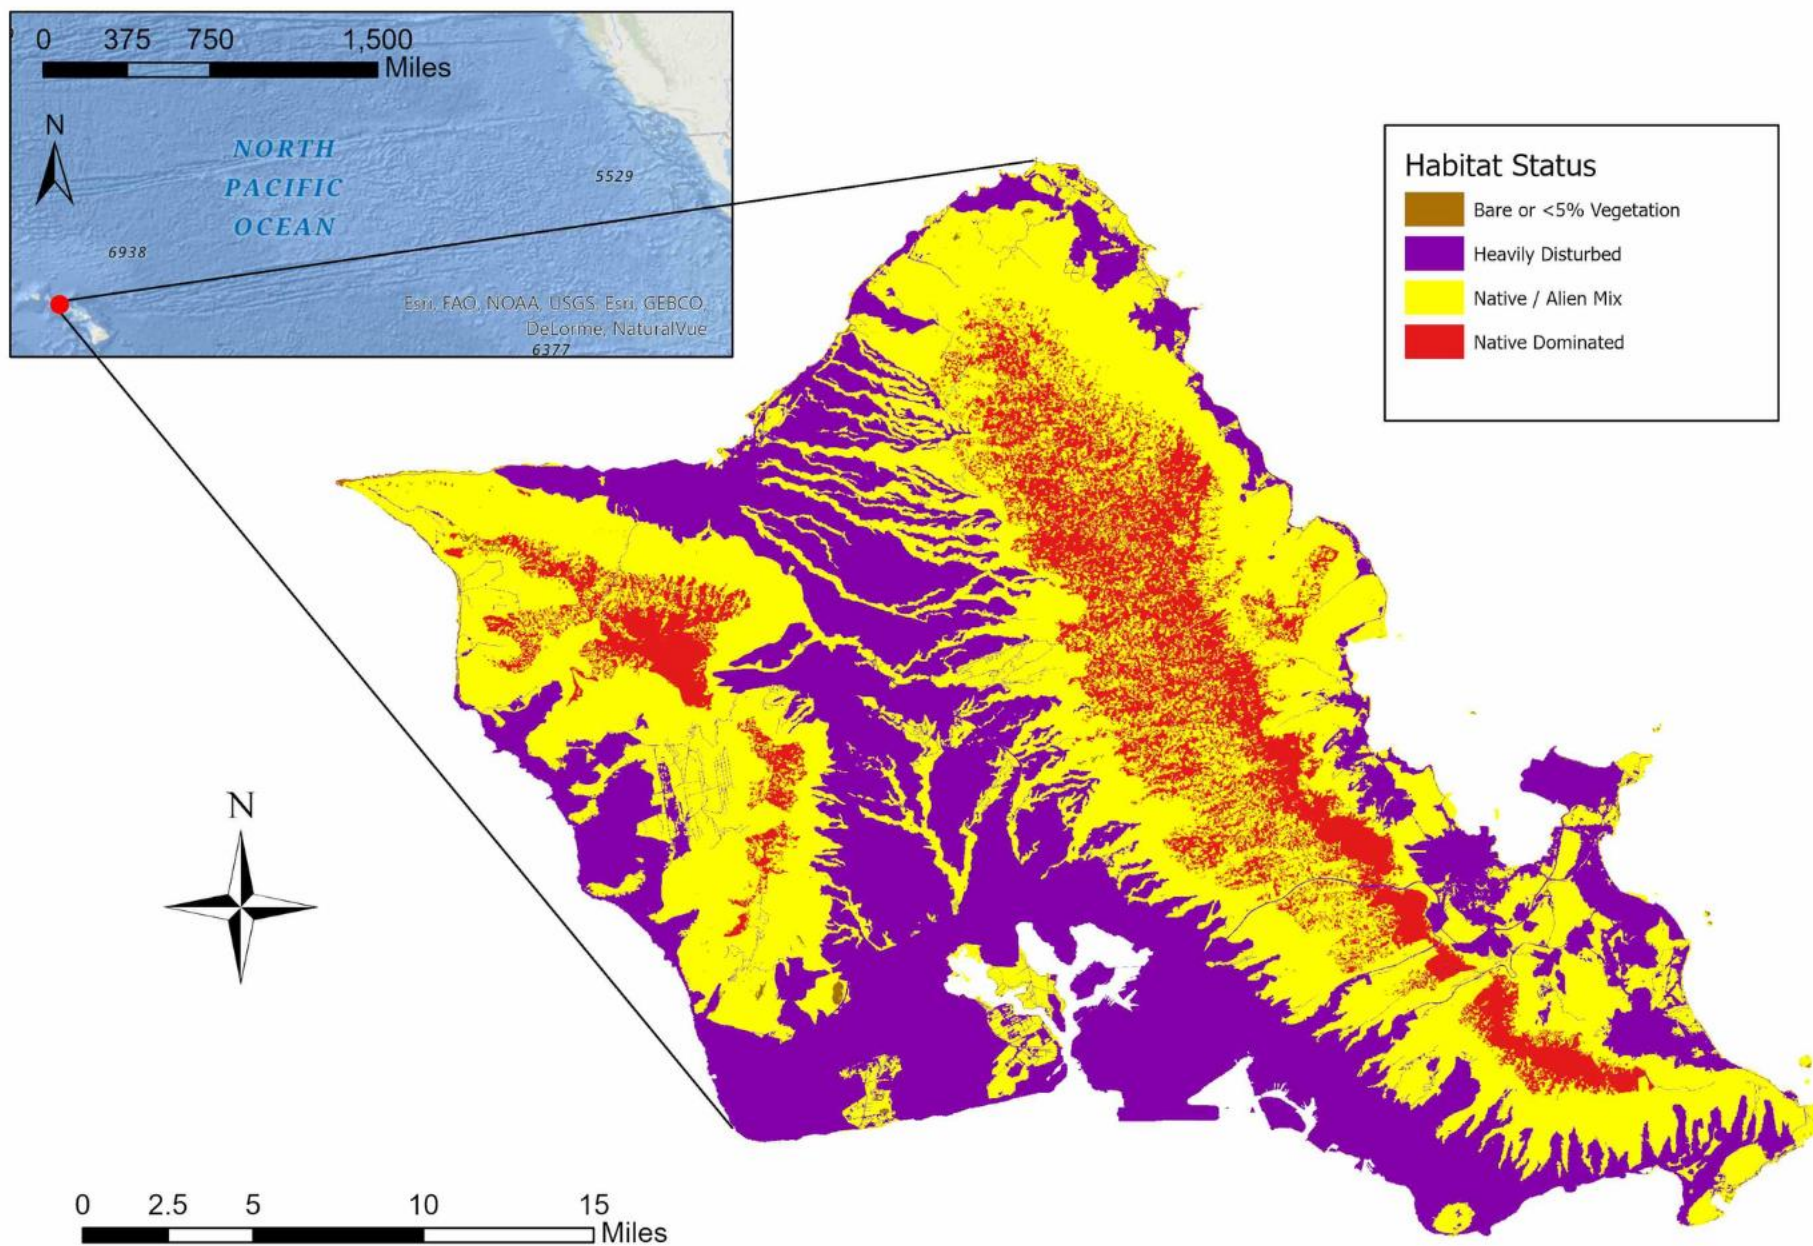 0 375 750 1,500
Miles
N
NORTH
PACIFIC
OCEAN
5529
6938
Esri, FAO, NOAA, USGS, Esri, GEBCO,
DeLorme, NaturalVue
6377
Habitat Status
Bare or <5% Vegetation
Heavily Disturbed
Native / Alien Mix
Native Dominated
N
0 2.5 5 10 15
Miles